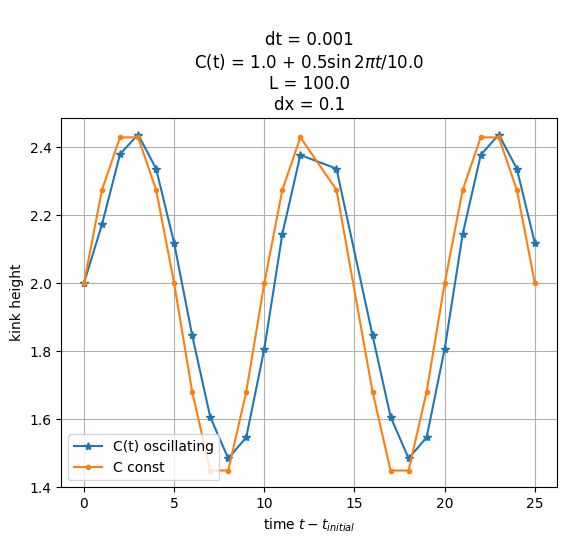 dt = 0.001
C(t) = 1.0 + 0.5sin 2πt/10.0
L = 100.0
dx = 0.1
2.4
2.2
2.0
1.8
1.6
1.4
kink height
C(t) oscillating
C const
0 5 10 15 20 25
time t − t_initial